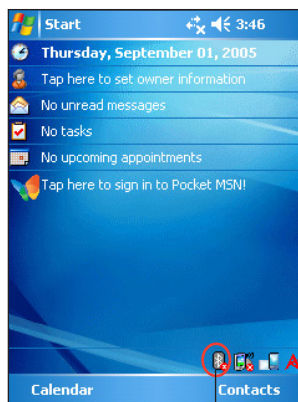 Start 3:46
Thursday, September 01, 2005
Tap here to set owner information
No unread messages
No tasks
No upcoming appointments
Tap here to sign in to Pocket MSN!
A
Calendar Contacts